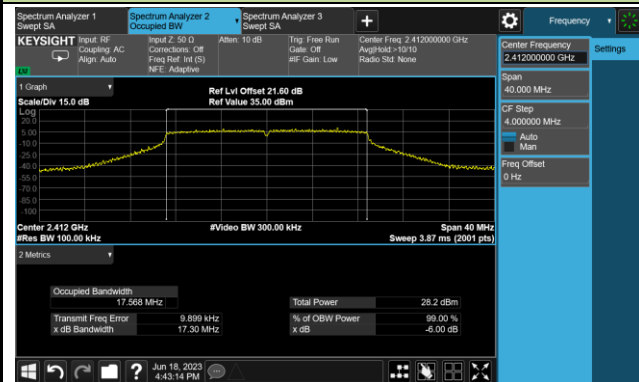 Spectrum Analyzer 1
Swept SA
Spectrum Analyzer 2
Occupied BW
Spectrum Analyzer 3
Swept SA
Frequency
KEYSIGHT
Input: RF
Coupling: AC
Align: Auto
Input Z: 50 Ω
Corrections: Off
Freq Ref: Int (S)
NFE: Adaptive
Atten: 10 dB
Trig: Free Run
Gate: Off
#IF Gain: Low
Center Freq: 2.412000000 GHz
Avg|Hold:>10/10
Radio Std: None
LXI
Center Frequency
2.412000000 GHz
Settings
Span
40.000 MHz
CF Step
4.000000 MHz
Auto
Man
Freq Offset
0 Hz
1 Graph
Scale/Div 15.0 dB
Ref Lvl Offset 21.60 dB
Ref Value 35.00 dBm
Log
20.0
5.00
-10.0
-25.0
-40.0
-55.0
-70.0
-85.0
-100
Center 2.412 GHz
#Res BW 100.00 kHz
#Video BW 300.00 kHz
Span 40 MHz
Sweep 3.87 ms (2001 pts)
2 Metrics
Occupied Bandwidth
17.568 MHz
Transmit Freq Error 9.899 kHz
x dB Bandwidth 17.30 MHz
Total Power 28.2 dBm
% of OBW Power 99.00 %
x dB -6.00 dB
?
Jun 18, 2023
4:43:14 PM